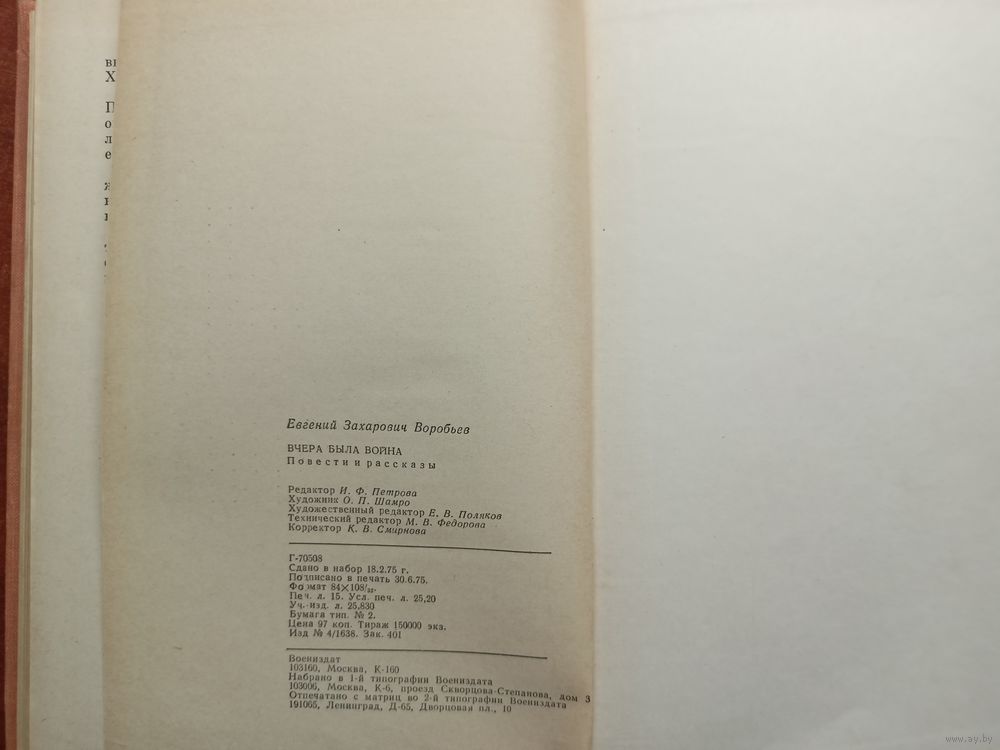 Евгений Захарович Воробьев
ВЧЕРА БЫЛА ВОЙНА
Повести и рассказы
Редактор И. Ф. Петрова
Художник О. П. Шамро
Художественный редактор Е. В. Поляков
Технический редактор М. В. Федорова
Корректор К. В. Смирнова
Г-70508
Сдано в набор 18.2.75 г.
Подписано в печать 30.6.75.
Формат 84×108/32.
Печ. л. 15. Усл. печ. л. 25,20
Уч.-изд. л. 25,830
Бумага тип. № 2.
Цена 97 коп. Тираж 150000 экз.
Изд № 4/1638. Зак. 401
Воениздат
103160, Москва, К-160
Набрано в 1-й типографии Воениздата
103006, Москва, К-6, проезд Скворцова-Степанова, дом 3
Отпечатано с матриц во 2-й типографии Воениздата
191065, Ленинград, Д-65, Дворцовая пл., 10
www.ay.by